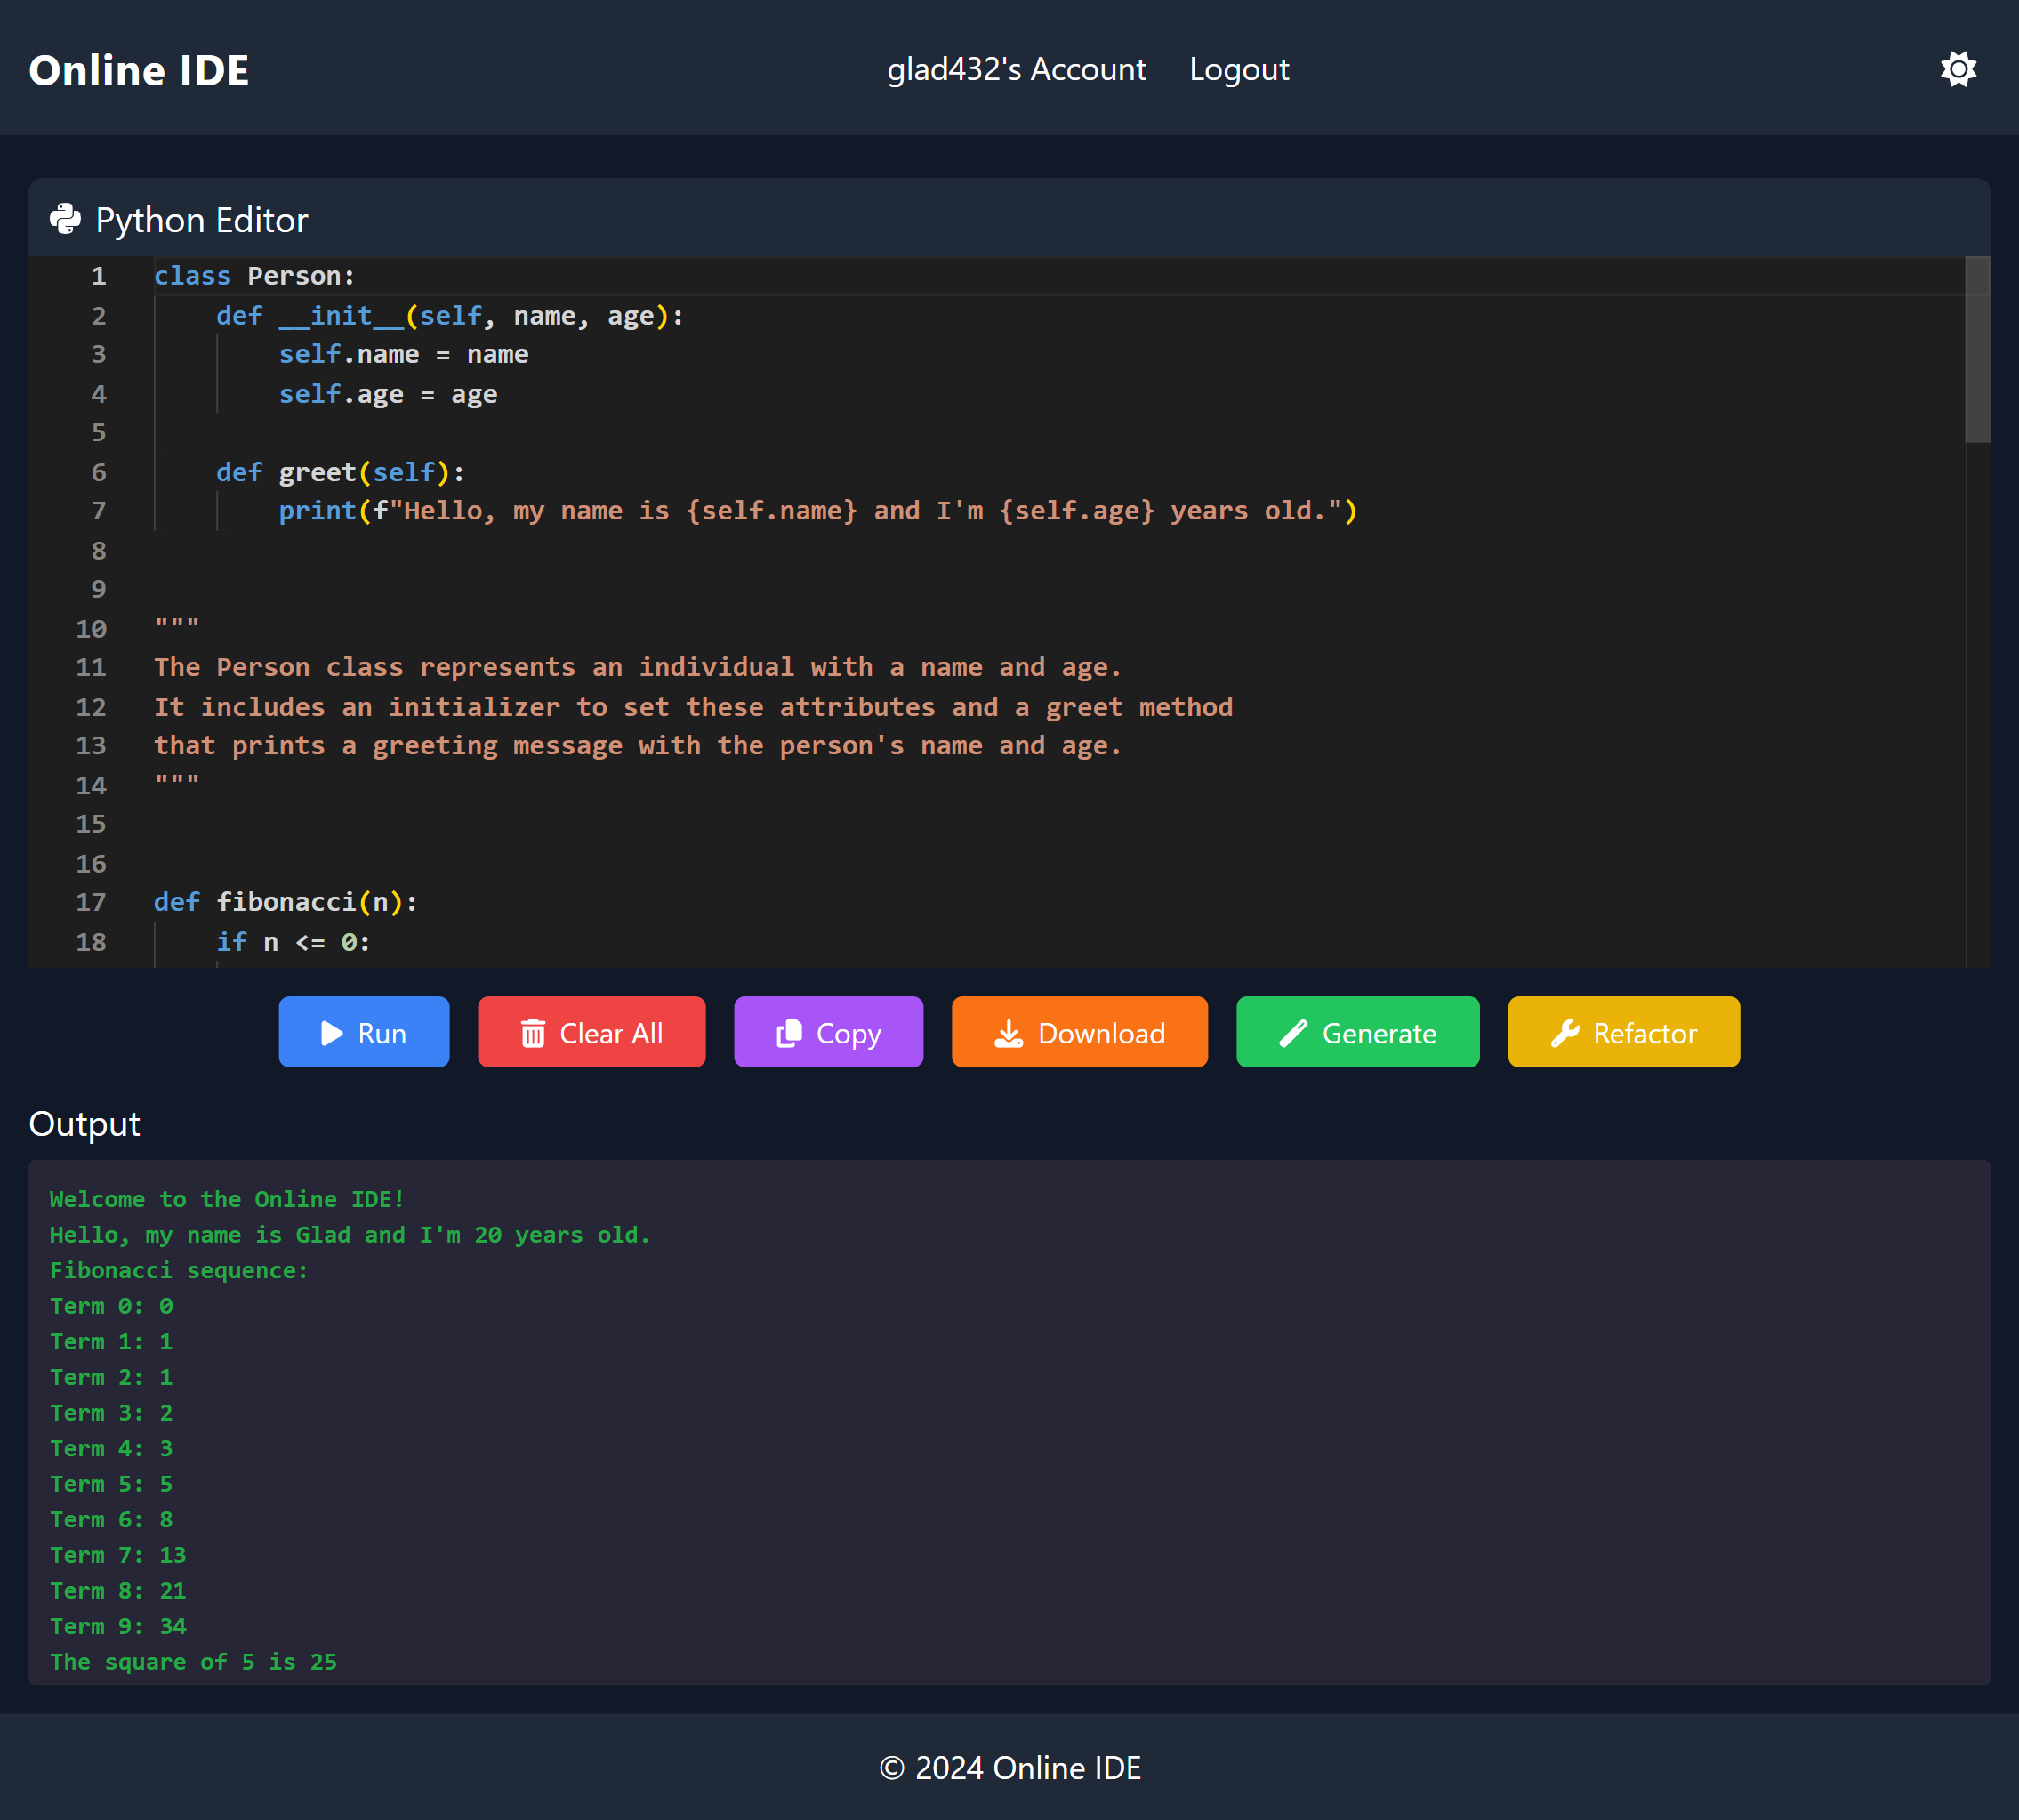 Online IDE
glad432's Account Logout
Python Editor
1 class Person:
2     def __init__(self, name, age):
3         self.name = name
4         self.age = age
5
6     def greet(self):
7         print(f"Hello, my name is {self.name} and I'm {self.age} years old.")
8
9
10 """
11 The Person class represents an individual with a name and age.
12 It includes an initializer to set these attributes and a greet method
13 that prints a greeting message with the person's name and age.
14 """
15
16
17 def fibonacci(n):
18     if n <= 0:
Run Clear All Copy Download Generate Refactor
Output
Welcome to the Online IDE!
Hello, my name is Glad and I'm 20 years old.
Fibonacci sequence:
Term 0: 0
Term 1: 1
Term 2: 1
Term 3: 2
Term 4: 3
Term 5: 5
Term 6: 8
Term 7: 13
Term 8: 21
Term 9: 34
The square of 5 is 25
© 2024 Online IDE